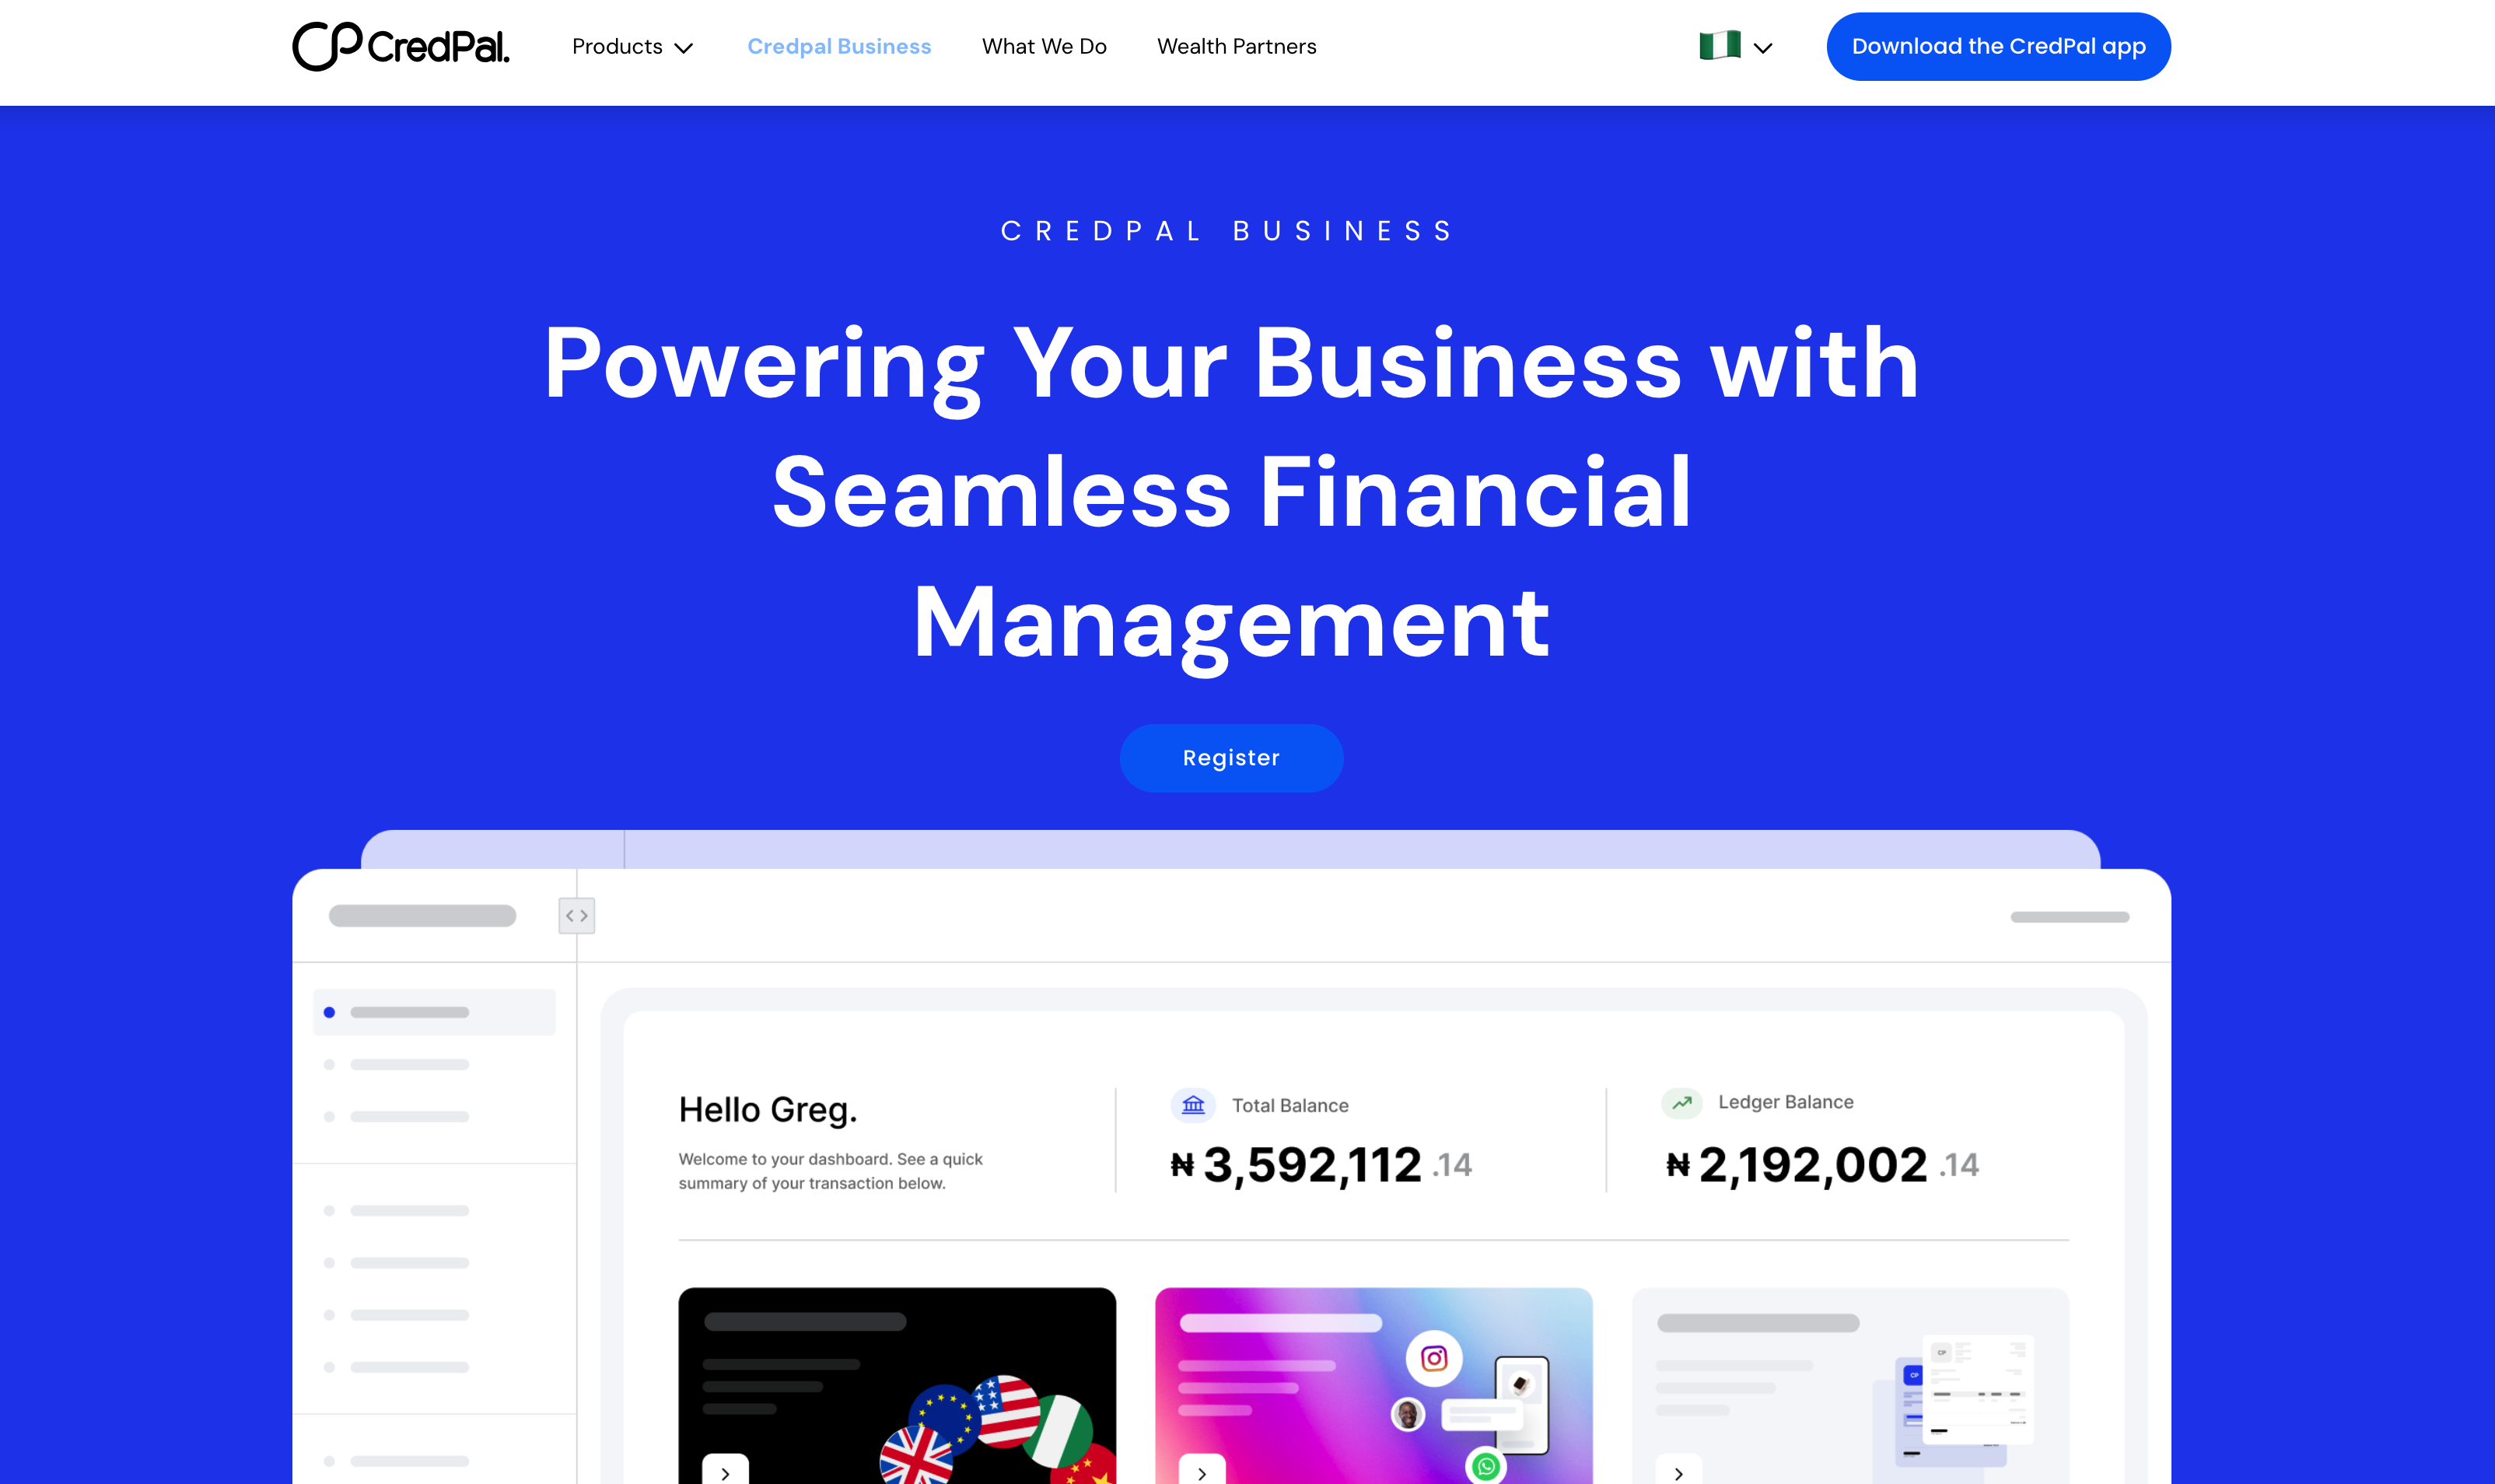 CredPal.
Products
Credpal Business
What We Do
Wealth Partners
Download the CredPal app
CREDPAL BUSINESS
Powering Your Business with
Seamless Financial
Management
Register
Hello Greg.
Welcome to your dashboard. See a quick
summary of your transaction below.
Total Balance
₦ 3,592,112 .14
Ledger Balance
₦ 2,192,002 .14
CP
CP